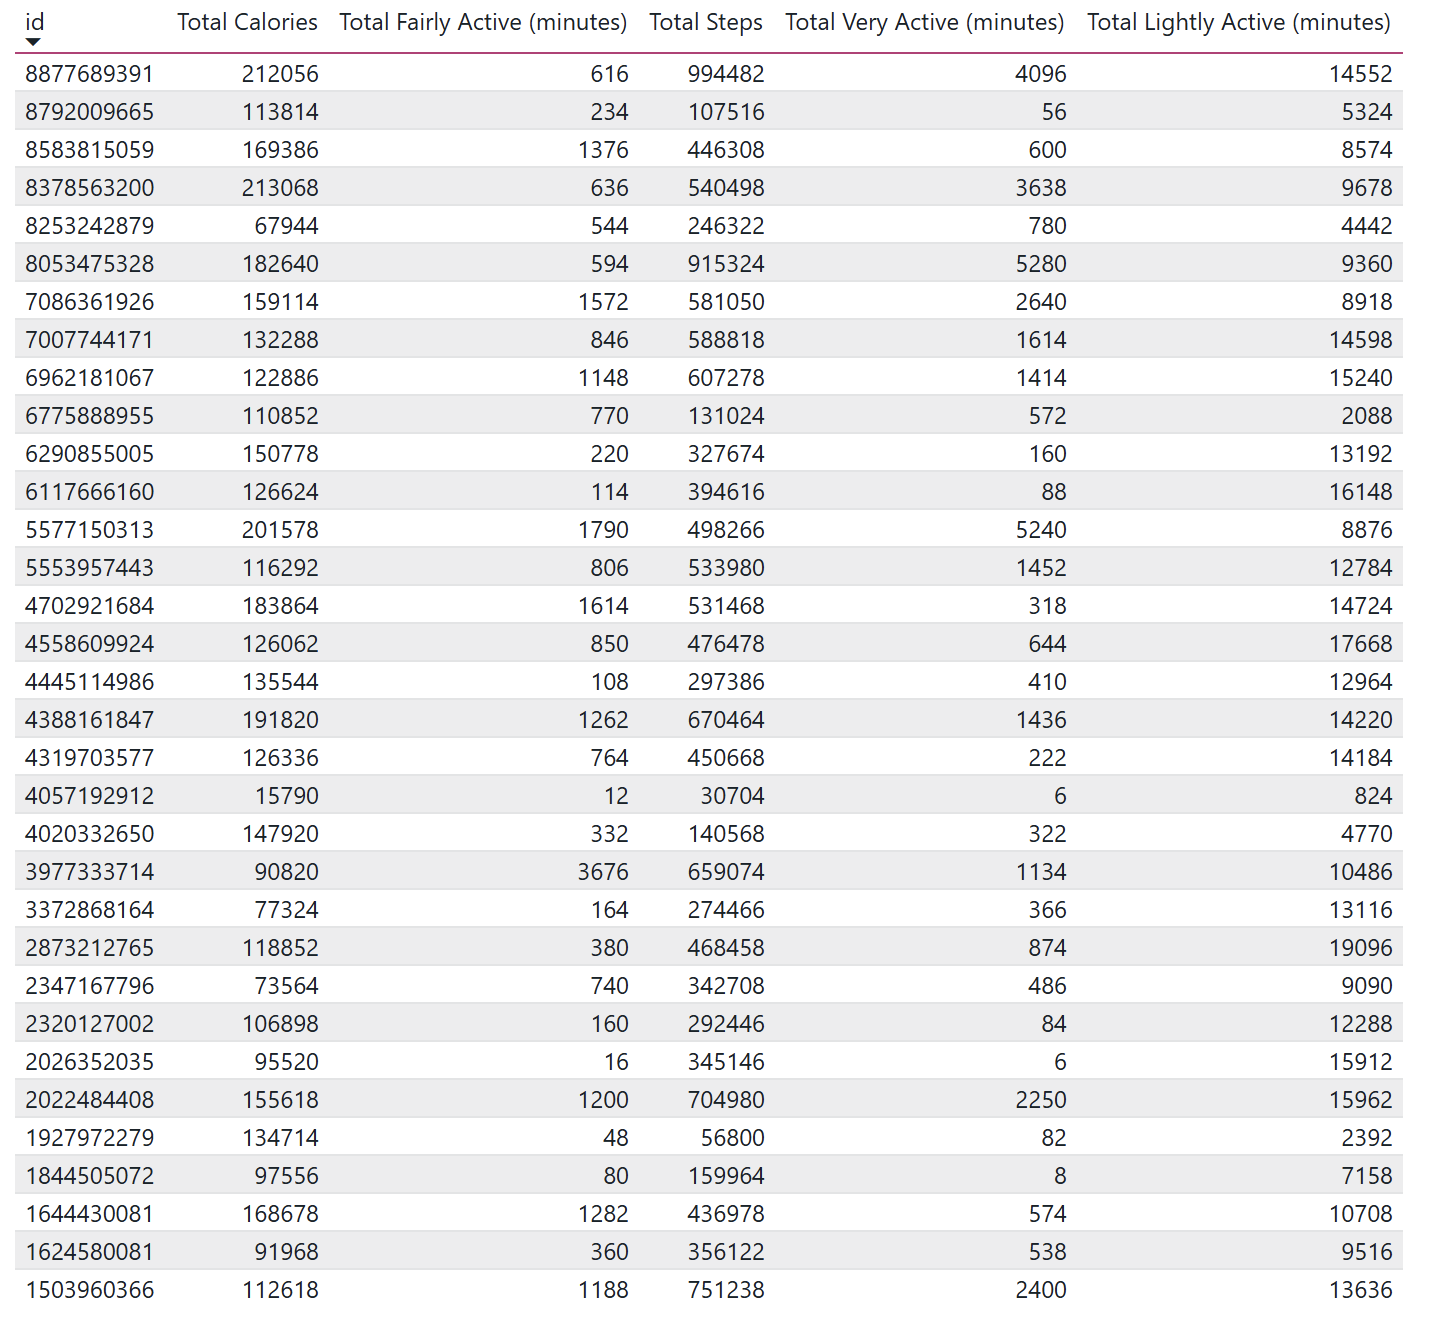 id Total Calories Total Fairly Active (minutes) Total Steps Total Very Active (minutes) Total Lightly Active (minutes)
8877689391 212056 616 994482 4096 14552
8792009665 113814 234 107516 56 5324
8583815059 169386 1376 446308 600 8574
8378563200 213068 636 540498 3638 9678
8253242879 67944 544 246322 780 4442
8053475328 182640 594 915324 5280 9360
7086361926 159114 1572 581050 2640 8918
7007744171 132288 846 588818 1614 14598
6962181067 122886 1148 607278 1414 15240
6775888955 110852 770 131024 572 2088
6290855005 150778 220 327674 160 13192
6117666160 126624 114 394616 88 16148
5577150313 201578 1790 498266 5240 8876
5553957443 116292 806 533980 1452 12784
4702921684 183864 1614 531468 318 14724
4558609924 126062 850 476478 644 17668
4445114986 135544 108 297386 410 12964
4388161847 191820 1262 670464 1436 14220
4319703577 126336 764 450668 222 14184
4057192912 15790 12 30704 6 824
4020332650 147920 332 140568 322 4770
3977333714 90820 3676 659074 1134 10486
3372868164 77324 164 274466 366 13116
2873212765 118852 380 468458 874 19096
2347167796 73564 740 342708 486 9090
2320127002 106898 160 292446 84 12288
2026352035 95520 16 345146 6 15912
2022484408 155618 1200 704980 2250 15962
1927972279 134714 48 56800 82 2392
1844505072 97556 80 159964 8 7158
1644430081 168678 1282 436978 574 10708
1624580081 91968 360 356122 538 9516
1503960366 112618 1188 751238 2400 13636